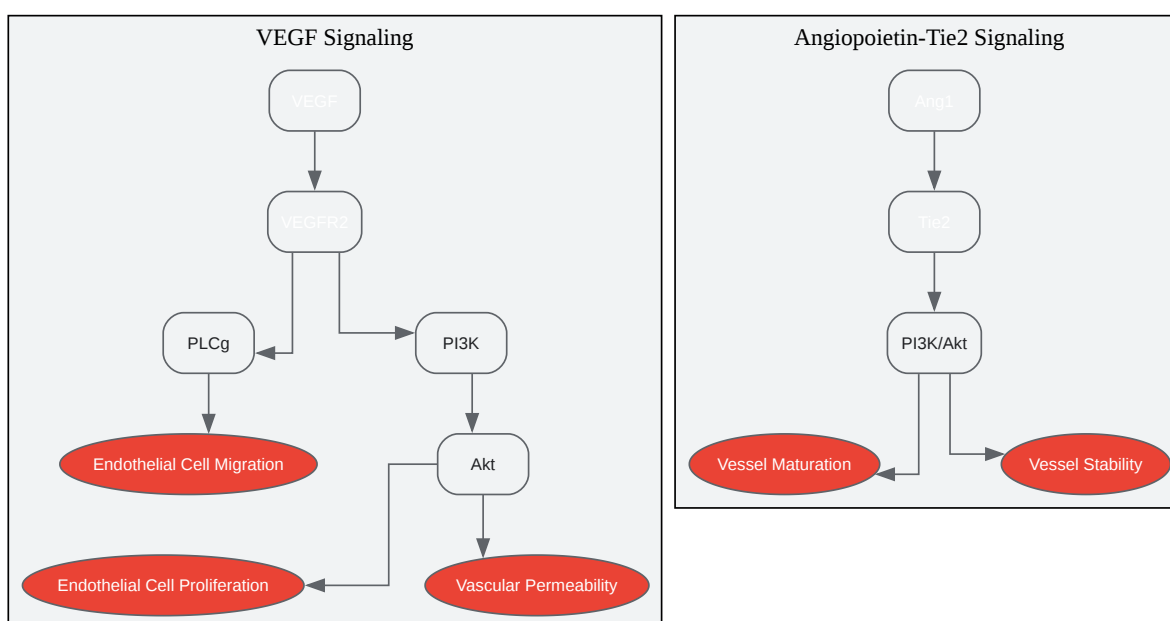 VEGF Signaling
VEGF
VEGFR2
PLCg
PI3K
Endothelial Cell Migration
Akt
Endothelial Cell Proliferation
Vascular Permeability
Angiopoietin-Tie2 Signaling
Ang1
Tie2
PI3K/Akt
Vessel Maturation
Vessel Stability